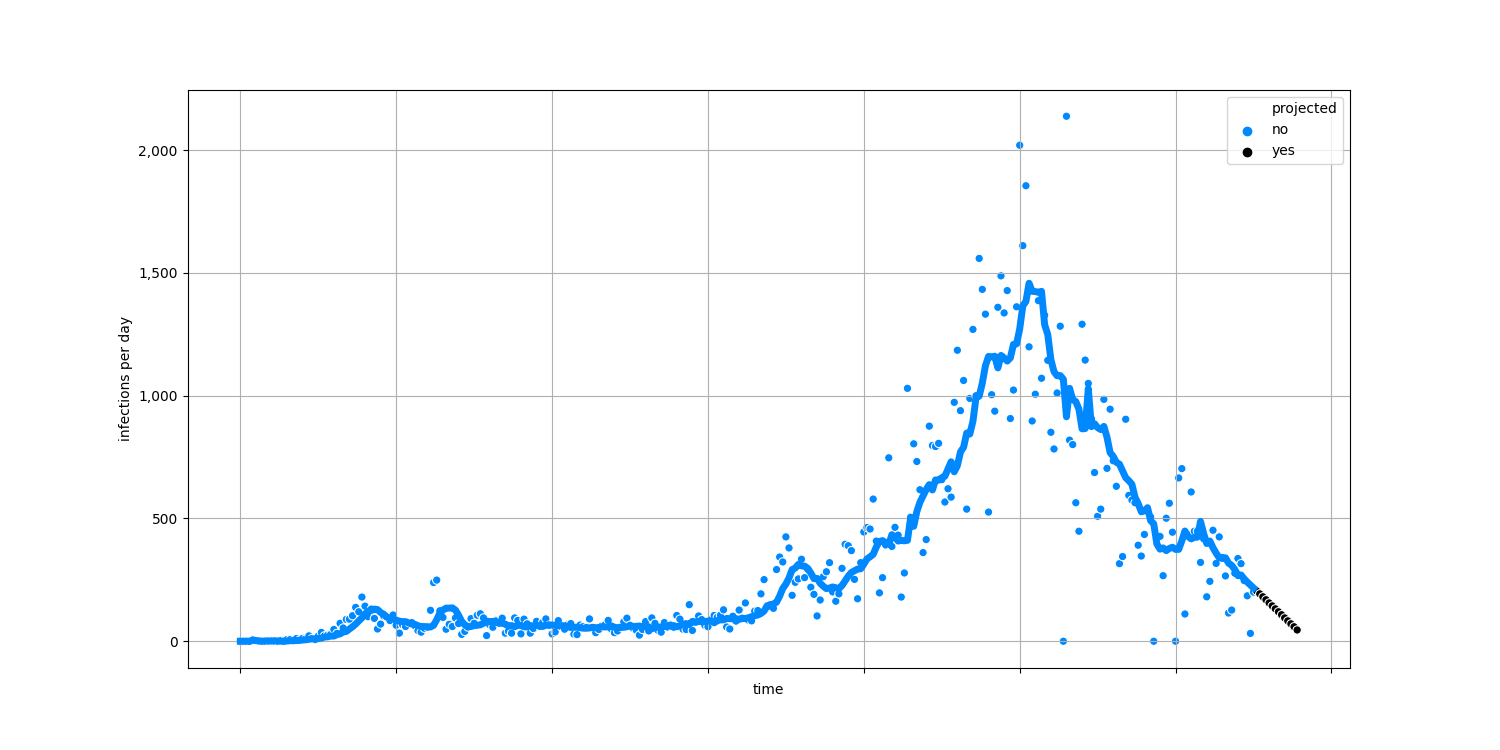 projected
no
yes
2,000
1,500
1,000
500
0
infections per day
time